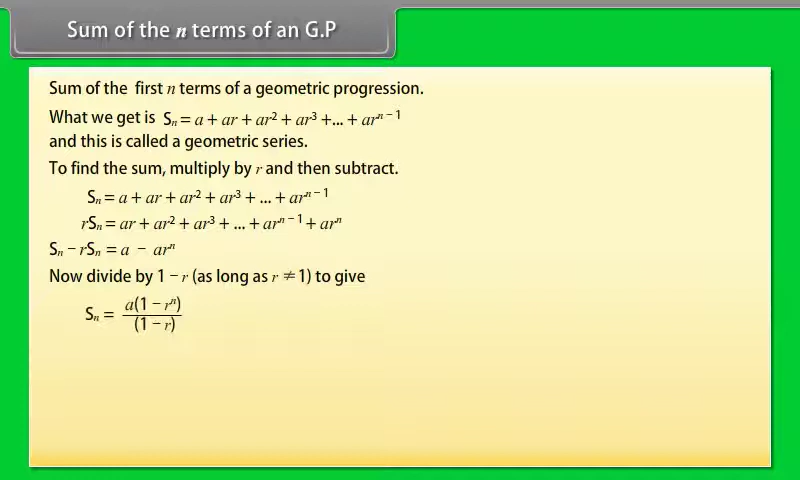 Sum of the n terms of an G.P
Sum of the first n terms of a geometric progression.
What we get is Sₙ = a + ar + ar² + ar³ +... + arⁿ⁻¹
and this is called a geometric series.
To find the sum, multiply by r and then subtract.
Sₙ = a + ar + ar² + ar³ + ... + arⁿ⁻¹
rSₙ = ar + ar² + ar³ + ... + arⁿ⁻¹ + arⁿ
Sₙ − rSₙ = a − arⁿ
Now divide by 1 − r (as long as r ≠ 1) to give
Sₙ = a(1 − rⁿ)
(1 − r)